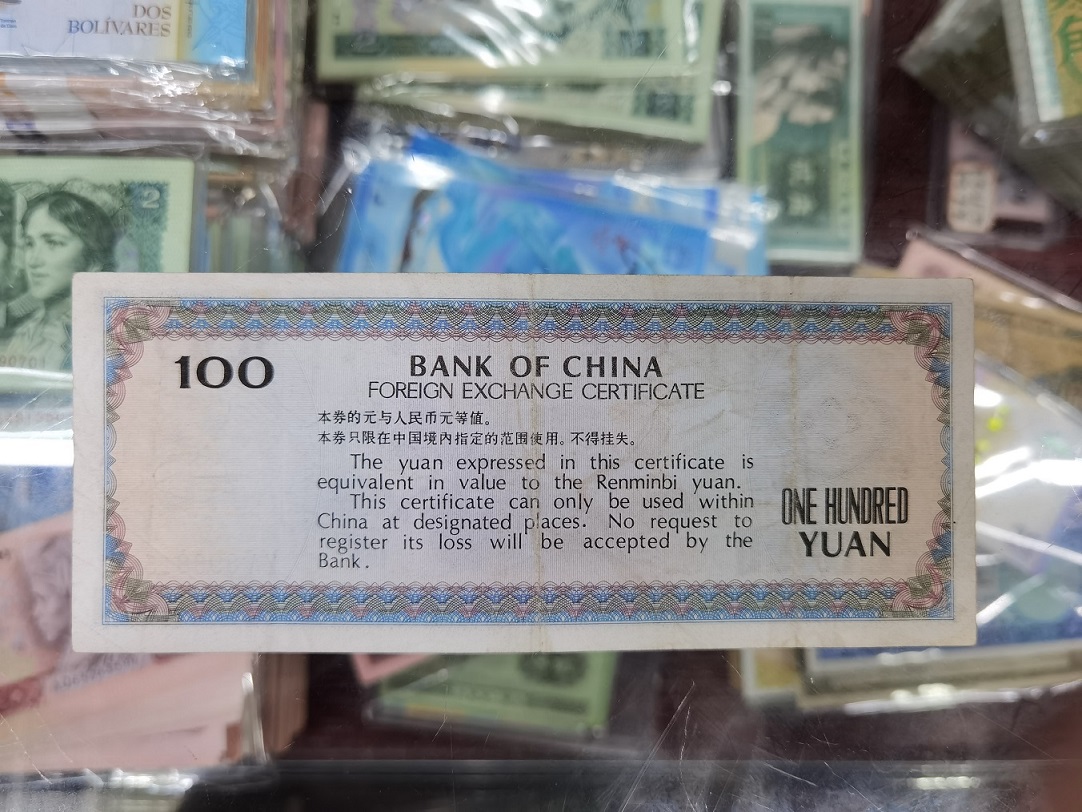 DOS
BOLÍVARES
2
100
BANK OF CHINA
FOREIGN EXCHANGE CERTIFICATE
本券的元与人民币元等值。
本券只限在中国境内指定的范围使用。不得挂失。
The yuan expressed in this certificate is
equivalent in value to the Renminbi yuan.
This certificate can only be used within
China at designated places. No request to
register its loss will be accepted by the
Bank.
ONE HUNDRED
YUAN